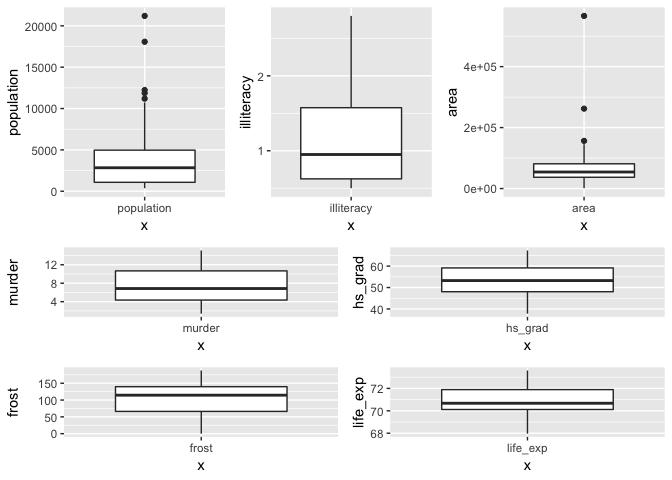 population
20000
15000
10000
5000
0
population
x
illiteracy
2
1
illiteracy
x
area
4e+05
2e+05
0e+00
area
x
murder
12
8
4
murder
x
hs_grad
60
50
40
hs_grad
x
frost
150
100
50
0
frost
x
life_exp
72
70
68
life_exp
x